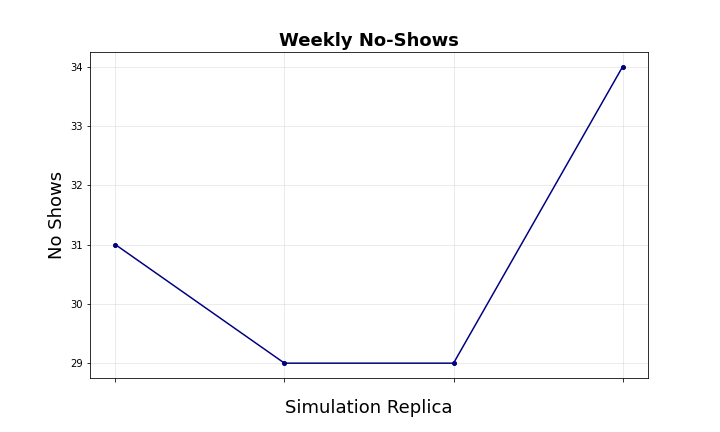 Weekly No-Shows
34
33
32
31
30
29
No Shows
Simulation Replica